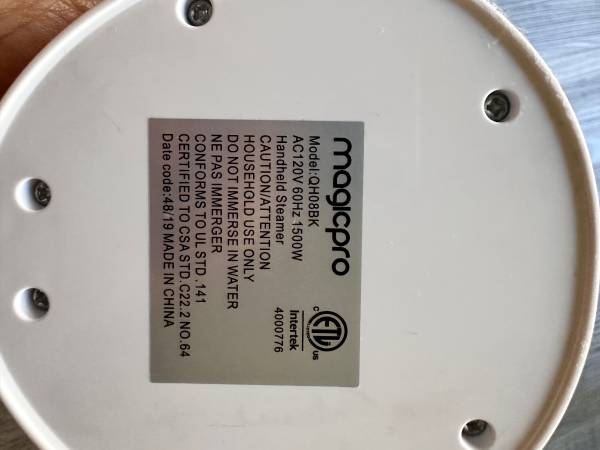 magicpro
Model:QH08BK
AC120V 60Hz 1500W
Handheld Steamer
CAUTION/ATTENTION
HOUSEHOLD USE ONLY
DO NOT IMMERSE IN WATER
NE PAS IMMERGER
CONFORMS TO UL STD .141
CERTIFIED TO CSA STD.C22.2 NO.64
Date code:48/19 MADE IN CHINA
C ETL US
Intertek
4000776